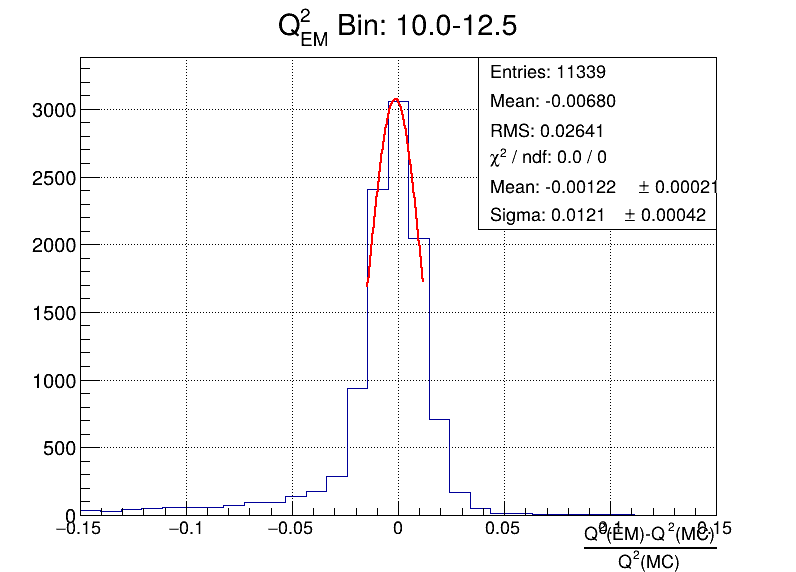 Q²EM Bin: 10.0-12.5
Entries: 11339
Mean: -0.00680
RMS: 0.02641
χ² / ndf: 0.0 / 0
Mean: -0.00122 ± 0.00021
Sigma: 0.0121 ± 0.00042
3000
2500
2000
1500
1000
500
0
−0.15 −0.1 −0.05 0 0.05 0.1 0.15
Q²(EM)-Q²(MC)
Q²(MC)